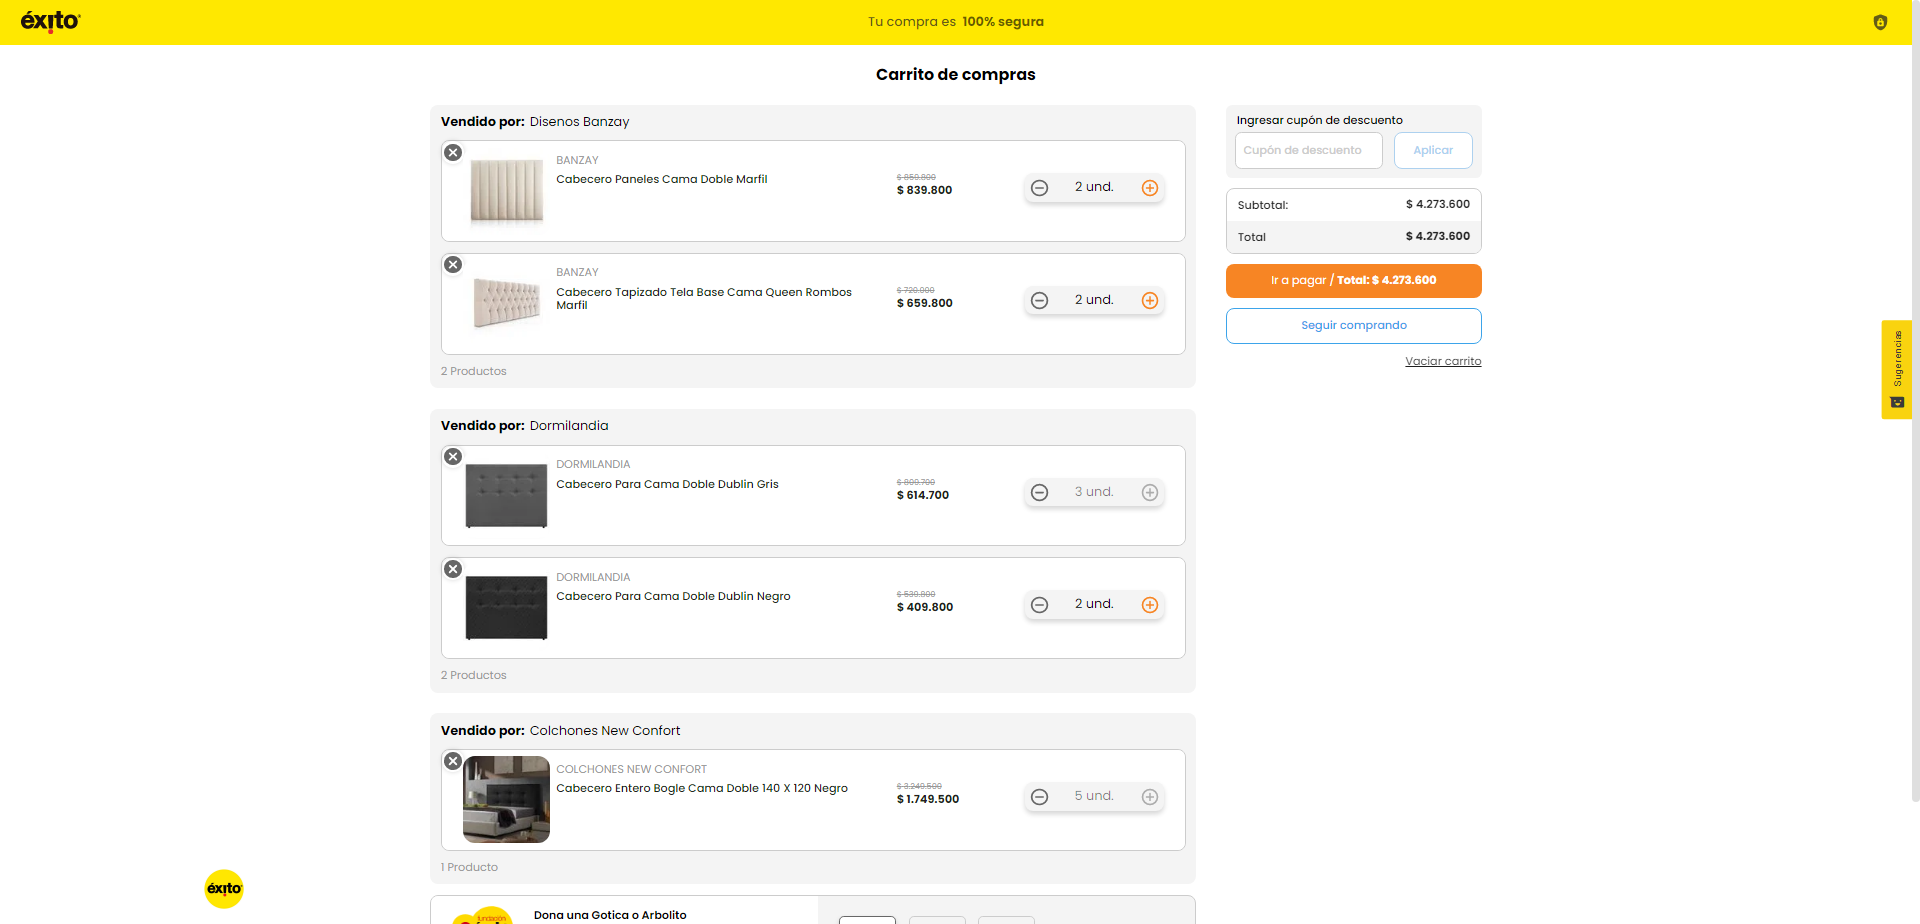 éxito
Tu compra es 100% segura
Carrito de compras
Vendido por: Disenos Banzay
BANZAY
Cabecero Paneles Cama Doble Marfil
$ 859.800
$ 839.800
2 und.
BANZAY
Cabecero Tapizado Tela Base Cama Queen Rombos
Marfil
$ 720.000
$ 659.800
2 und.
2 Productos
Vendido por: Dormilandia
DORMILANDIA
Cabecero Para Cama Doble Dublin Gris
$ 809.700
$ 614.700
3 und.
DORMILANDIA
Cabecero Para Cama Doble Dublin Negro
$ 539.800
$ 409.800
2 und.
2 Productos
Vendido por: Colchones New Confort
COLCHONES NEW CONFORT
Cabecero Entero Bogle Cama Doble 140 X 120 Negro
$ 3.249.500
$ 1.749.500
5 und.
1 Producto
Dona una Gotica o Arbolito
fundación
Ingresar cupón de descuento
Cupón de descuento
Aplicar
Subtotal: $ 4.273.600
Total $ 4.273.600
Ir a pagar / Total: $ 4.273.600
Seguir comprando
Vaciar carrito
Sugerencias
éxito